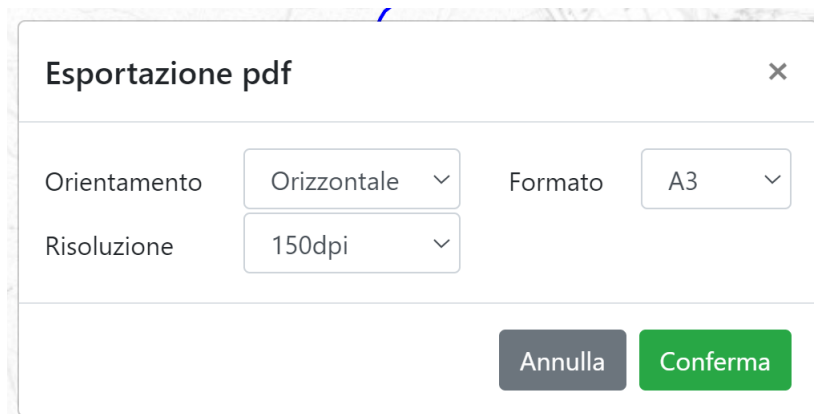 Esportazione pdf ×
Orientamento Orizzontale Formato A3
Risoluzione 150dpi
Annulla Conferma